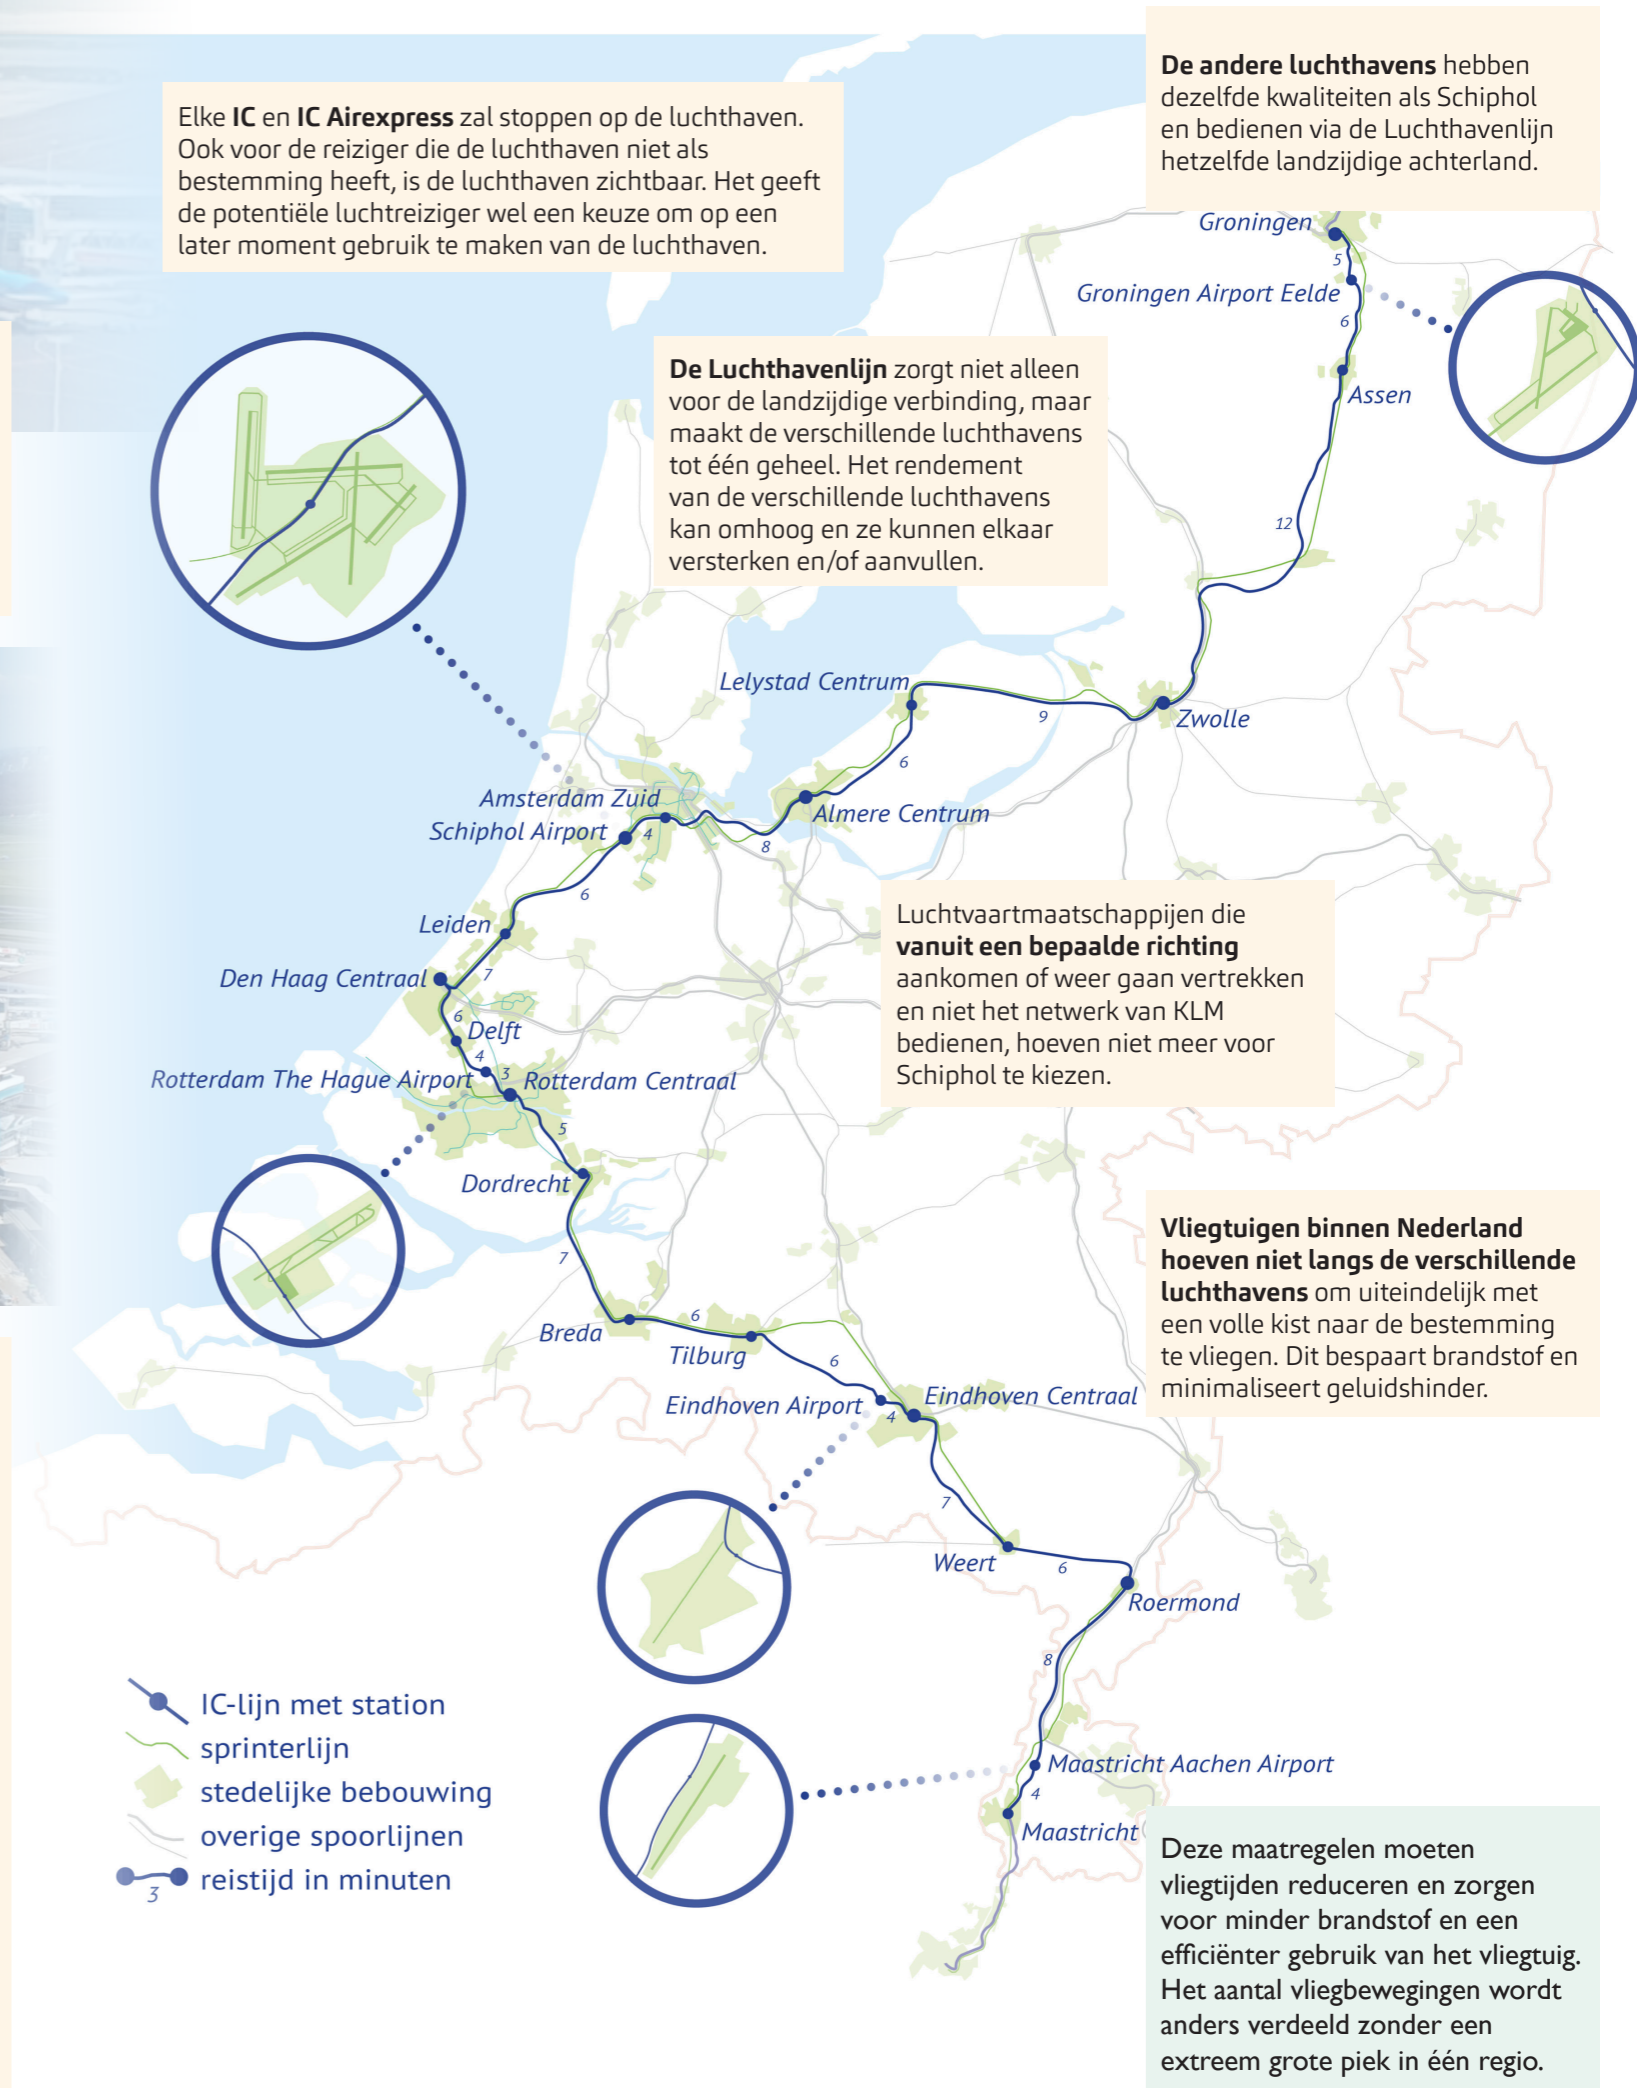 Elke IC en IC Airexpress zal stoppen op de luchthaven.
Ook voor de reiziger die de luchthaven niet als
bestemming heeft, is de luchthaven zichtbaar. Het geeft
de potentiële luchtreiziger wel een keuze om op een
later moment gebruik te maken van de luchthaven.
De andere luchthavens hebben
dezelfde kwaliteiten als Schiphol
en bedienen via de Luchthavenlijn
hetzelfde landzijdige achterland.
De Luchthavenlijn zorgt niet alleen
voor de landzijdige verbinding, maar
maakt de verschillende luchthavens
tot één geheel. Het rendement
van de verschillende luchthavens
kan omhoog en ze kunnen elkaar
versterken en/of aanvullen.
Groningen
5
Groningen Airport Eelde
6
Assen
12
Zwolle
9
Lelystad Centrum
6
Almere Centrum
8
Amsterdam Zuid
4
Schiphol Airport
6
Leiden
7
Den Haag Centraal
6
Delft
4
Rotterdam The Hague Airport
3
Rotterdam Centraal
5
Dordrecht
7
Breda
6
Tilburg
6
Eindhoven Airport
4
Eindhoven Centraal
7
Weert
6
Roermond
8
Maastricht Aachen Airport
4
Maastricht
Luchtvaartmaatschappijen die
vanuit een bepaalde richting
aankomen of weer gaan vertrekken
en niet het netwerk van KLM
bedienen, hoeven niet meer voor
Schiphol te kiezen.
Vliegtuigen binnen Nederland
hoeven niet langs de verschillende
luchthavens om uiteindelijk met
een volle kist naar de bestemming
te vliegen. Dit bespaart brandstof en
minimaliseert geluidshinder.
IC-lijn met station
sprinterlijn
stedelijke bebouwing
overige spoorlijnen
reistijd in minuten
3
Deze maatregelen moeten
vliegtijden reduceren en zorgen
voor minder brandstof en een
efficiënter gebruik van het vliegtuig.
Het aantal vliegbewegingen wordt
anders verdeeld zonder een
extreem grote piek in één regio.